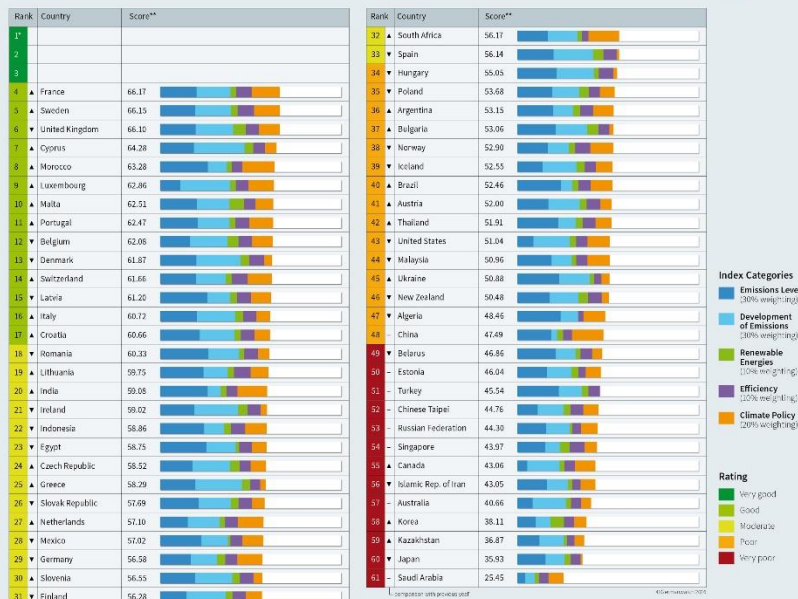 Rank Country Score**
1*
2
3
4 ▲ France 66.17
5 ▲ Sweden 66.15
6 ▼ United Kingdom 66.10
7 ▲ Cyprus 64.28
8 ▲ Morocco 63.28
9 ▲ Luxembourg 62.86
10 ▲ Malta 62.51
11 ▲ Portugal 62.47
12 ▼ Belgium 62.08
13 ▼ Denmark 61.87
14 ▲ Switzerland 61.66
15 ▼ Latvia 61.20
16 ▲ Italy 60.72
17 ▲ Croatia 60.66
18 ▼ Romania 60.33
19 ▲ Lithuania 59.75
20 ▲ India 59.08
21 ▼ Ireland 59.02
22 ▼ Indonesia 58.86
23 ▼ Egypt 58.75
24 ▲ Czech Republic 58.52
25 ▲ Greece 58.29
26 ▼ Slovak Republic 57.69
27 ▲ Netherlands 57.10
28 ▼ Mexico 57.02
29 ▼ Germany 56.58
30 ▲ Slovenia 56.55
31 ▼ Finland 56.28
Rank Country Score**
32 ▲ South Africa 56.17
33 ▼ Spain 56.14
34 ▼ Hungary 55.05
35 ▼ Poland 53.68
36 ▲ Argentina 53.15
37 ▲ Bulgaria 53.06
38 ▼ Norway 52.90
39 ▼ Iceland 52.55
40 ▲ Brazil 52.46
41 ▲ Austria 52.00
42 ▲ Thailand 51.91
43 ▼ United States 51.04
44 ▼ Malaysia 50.96
45 ▲ Ukraine 50.88
46 ▼ New Zealand 50.48
47 ▼ Algeria 48.46
48 – China 47.49
49 ▼ Belarus 46.86
50 – Estonia 46.04
51 – Turkey 45.54
52 – Chinese Taipei 44.76
53 – Russian Federation 44.30
54 – Singapore 43.97
55 ▲ Canada 43.06
56 ▼ Islamic Rep. of Iran 43.05
57 – Australia 40.66
58 ▲ Korea 38.11
59 ▲ Kazakhstan 36.87
60 ▼ Japan 35.93
61 – Saudi Arabia 25.45
comparison with previous year
©Germanwatch
Index Categories
Emissions Leve
(30% weighting)
Development
of Emissions
(30% weighting)
Renewable
Energies
(10% weighting)
Efficiency
(10% weighting)
Climate Policy
(20% weighting)
Rating
Very good
Good
Moderate
Poor
Very poor